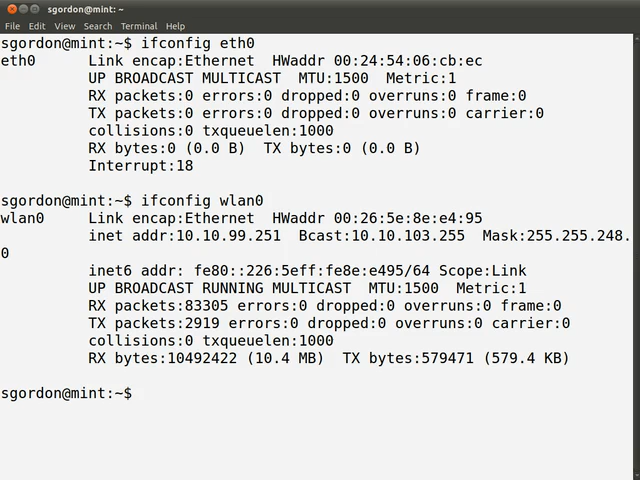 sgordon@mint: ~
File Edit View Search Terminal Help
sgordon@mint:~$ ifconfig eth0
eth0 Link encap:Ethernet HWaddr 00:24:54:06:cb:ec
UP BROADCAST MULTICAST MTU:1500 Metric:1
RX packets:0 errors:0 dropped:0 overruns:0 frame:0
TX packets:0 errors:0 dropped:0 overruns:0 carrier:0
collisions:0 txqueuelen:1000
RX bytes:0 (0.0 B) TX bytes:0 (0.0 B)
Interrupt:18
sgordon@mint:~$ ifconfig wlan0
wlan0 Link encap:Ethernet HWaddr 00:26:5e:8e:e4:95
inet addr:10.10.99.251 Bcast:10.10.103.255 Mask:255.255.248.
0
inet6 addr: fe80::226:5eff:fe8e:e495/64 Scope:Link
UP BROADCAST RUNNING MULTICAST MTU:1500 Metric:1
RX packets:83305 errors:0 dropped:0 overruns:0 frame:0
TX packets:2919 errors:0 dropped:0 overruns:0 carrier:0
collisions:0 txqueuelen:1000
RX bytes:10492422 (10.4 MB) TX bytes:579471 (579.4 KB)
sgordon@mint:~$